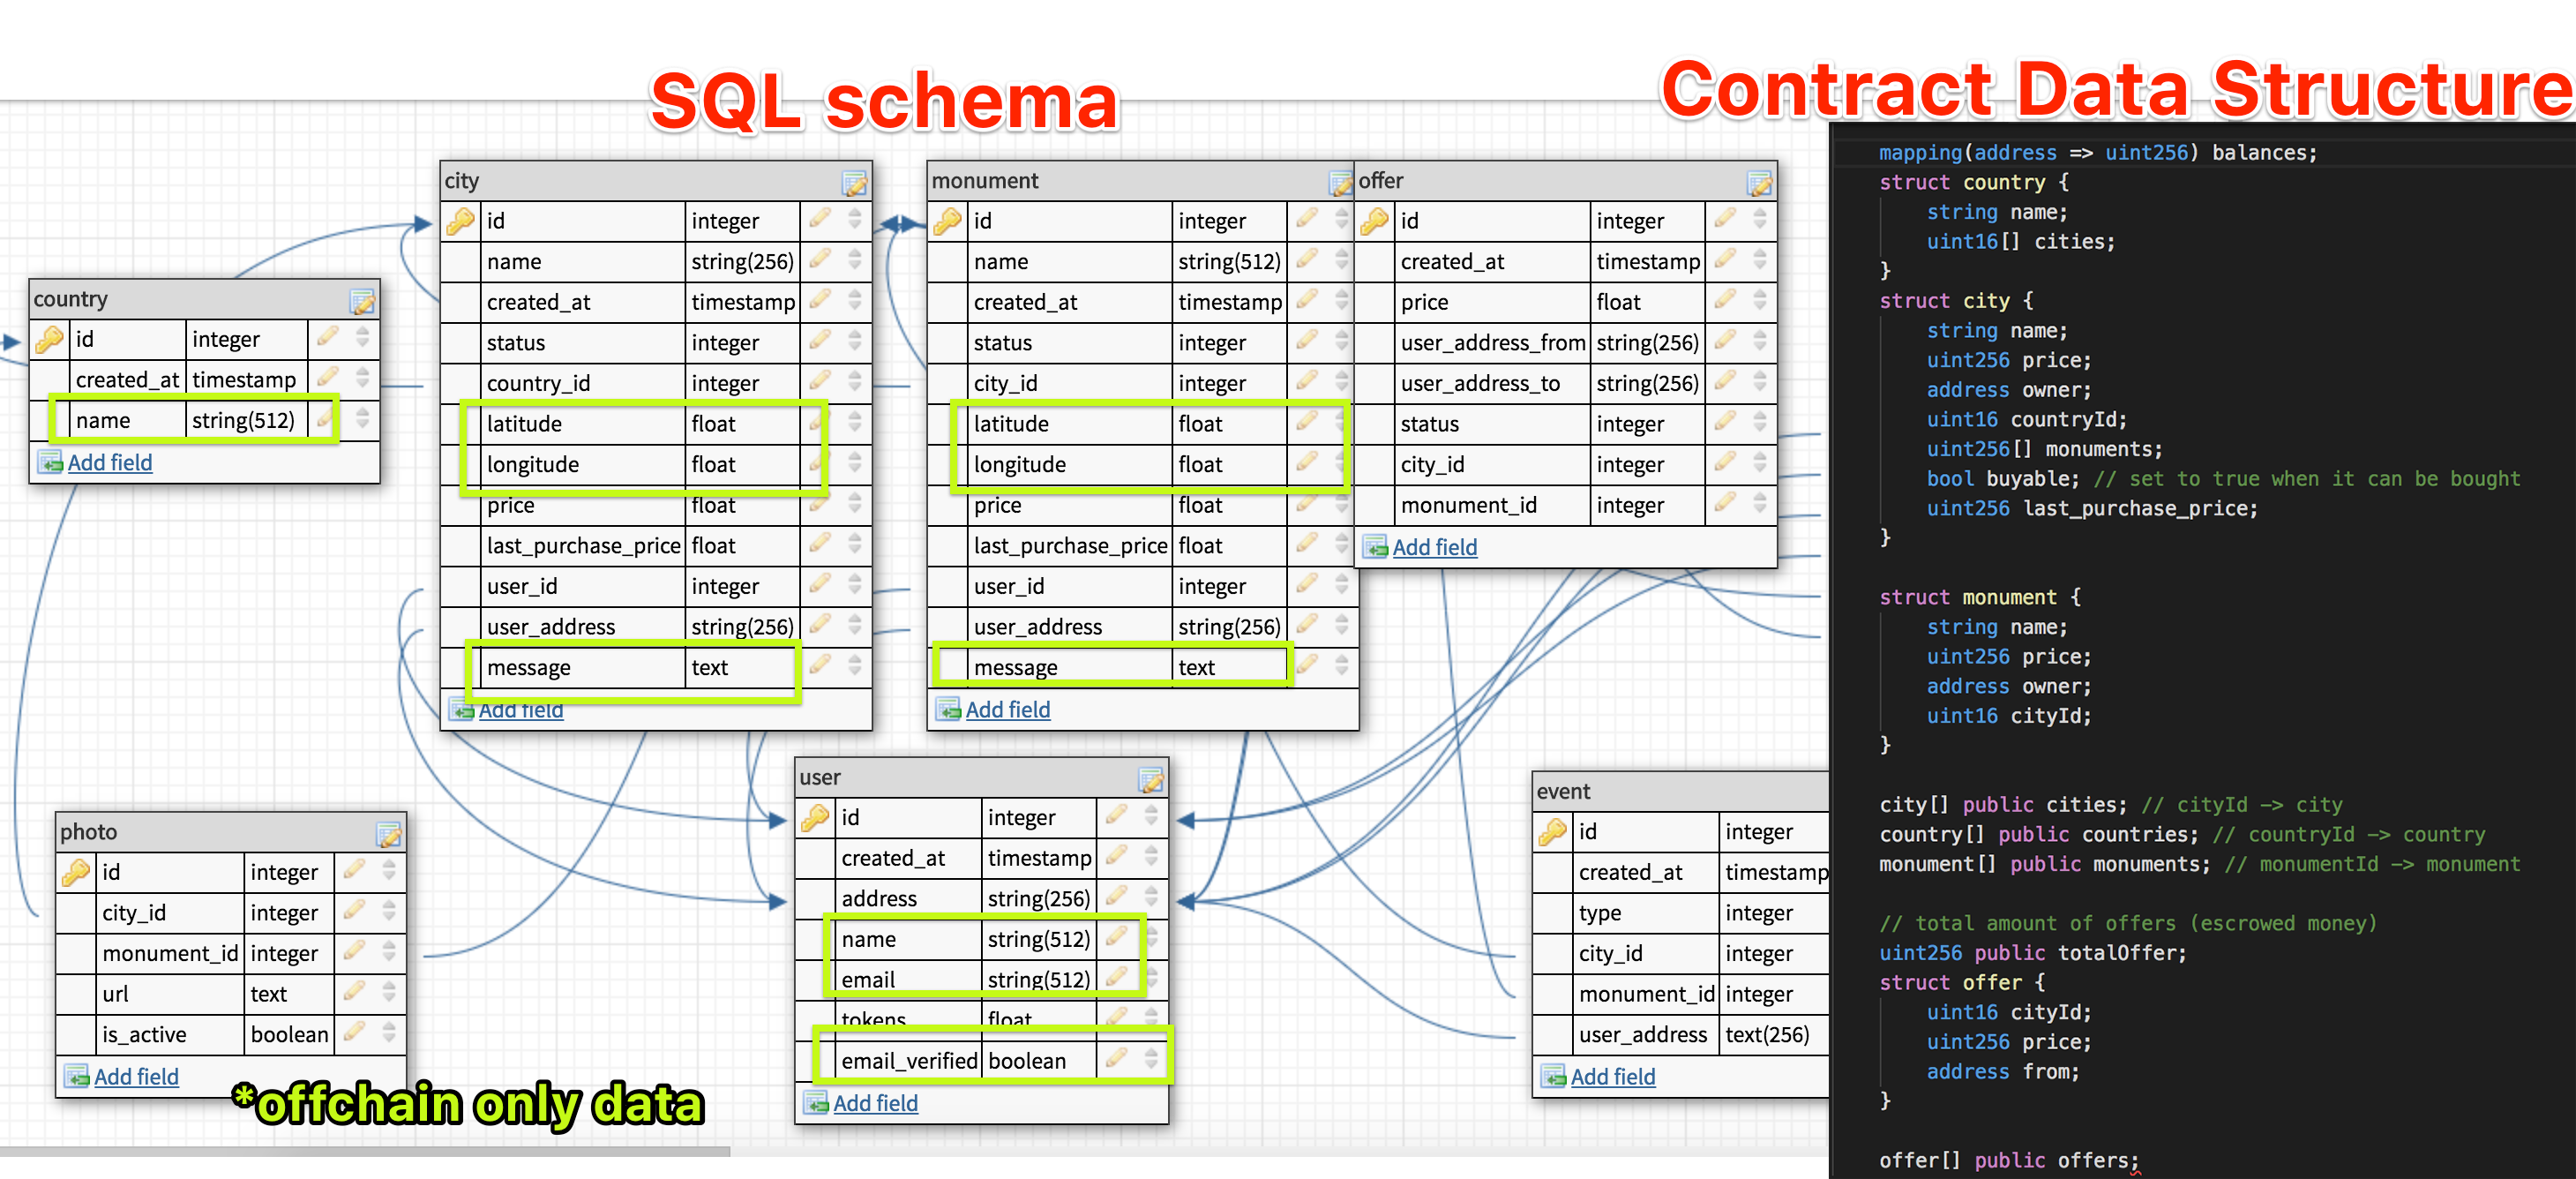 SQL schema
Contract Data Structure
country
id integer
created_at timestamp
name string(512)
Add field
city
id integer
name string(256)
created_at timestamp
status integer
country_id integer
latitude float
longitude float
price float
last_purchase_price float
user_id integer
user_address string(256)
message text
Add field
monument
id integer
name string(512)
created_at timestamp
status integer
city_id integer
latitude float
longitude float
price float
last_purchase_price float
user_id integer
user_address string(256)
message text
Add field
offer
id integer
created_at timestamp
price float
user_address_from string(256)
user_address_to string(256)
status integer
city_id integer
monument_id integer
Add field
photo
id integer
city_id integer
monument_id integer
url text
is_active boolean
Add field
*offchain only data
user
id integer
created_at timestamp
address string(256)
name string(512)
email string(512)
tokens float
email_verified boolean
Add field
event
id integer
created_at timestamp
type integer
city_id integer
monument_id integer
user_address text(256)
Add field
mapping(address => uint256) balances;
struct country {
string name;
uint16[] cities;
}
struct city {
string name;
uint256 price;
address owner;
uint16 countryId;
uint256[] monuments;
bool buyable; // set to true when it can be bought
uint256 last_purchase_price;
}
struct monument {
string name;
uint256 price;
address owner;
uint16 cityId;
}
city[] public cities; // cityId -> city
country[] public countries; // countryId -> country
monument[] public monuments; // monumentId -> monument
// total amount of offers (escrowed money)
uint256 public totalOffer;
struct offer {
uint16 cityId;
uint256 price;
address from;
}
offer[] public offers;